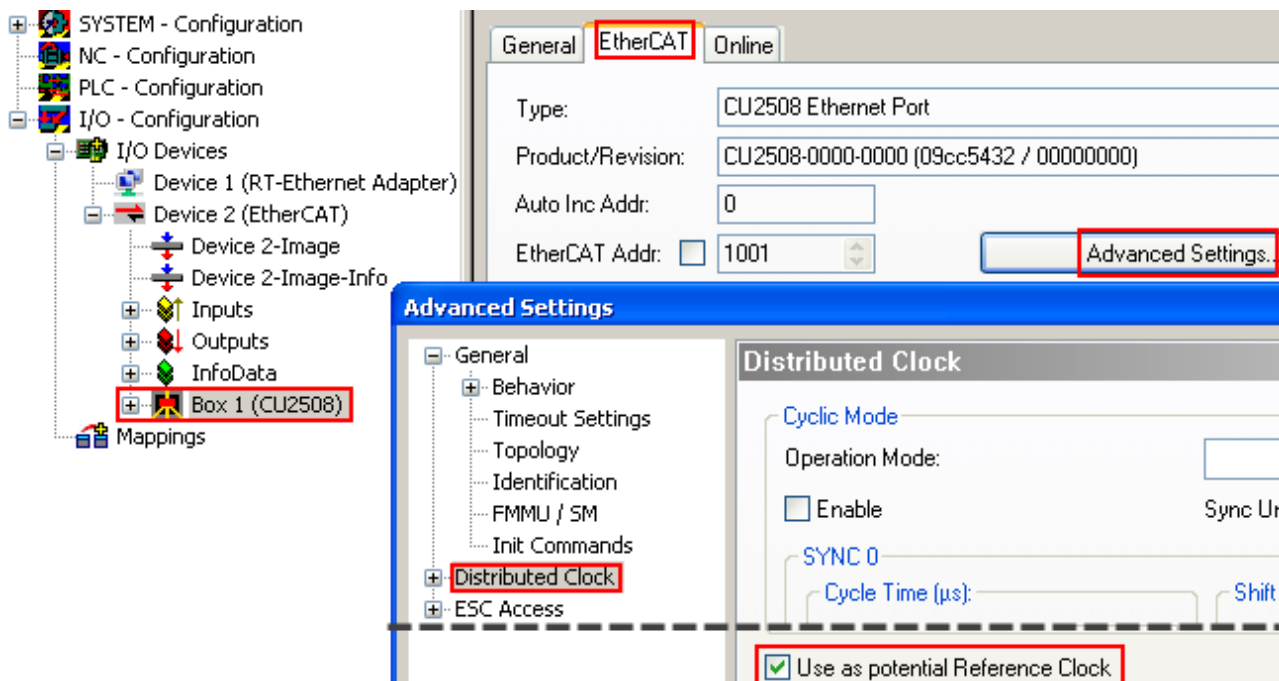 SYSTEM - Configuration
NC - Configuration
PLC - Configuration
I/O - Configuration
I/O Devices
Device 1 (RT-Ethernet Adapter)
Device 2 (EtherCAT)
Device 2-Image
Device 2-Image-Info
Inputs
Outputs
InfoData
Box 1 (CU2508)
Mappings
General EtherCAT Online
Type: CU2508 Ethernet Port
Product/Revision: CU2508-0000-0000 (09cc5432 / 00000000)
Auto Inc Addr: 0
EtherCAT Addr: 1001 Advanced Settings..
Advanced Settings
General
Behavior
Timeout Settings
Topology
Identification
FMMU / SM
Init Commands
Distributed Clock
ESC Access
Distributed Clock
Cyclic Mode
Operation Mode:
Enable Sync
SYNC 0
Cycle Time (µs): Shift
Use as potential Reference Clock